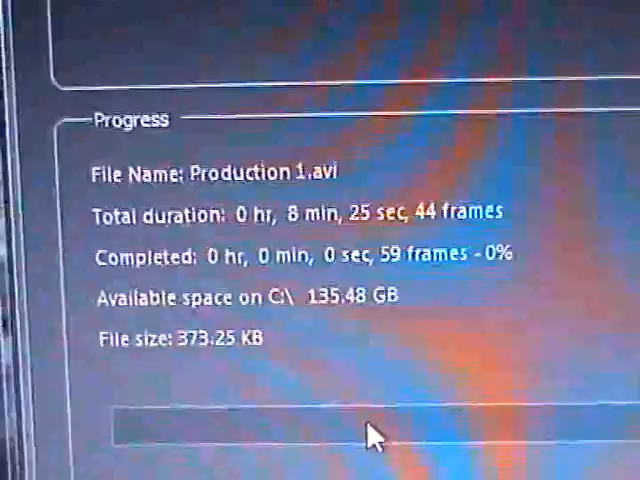 Progress
File Name: Production 1.avi
Total duration: 0 hr, 8 min, 25 sec, 44 frames
Completed: 0 hr, 0 min, 0 sec, 59 frames - 0%
Available space on C:\ 135.48 GB
File size: 373.25 KB